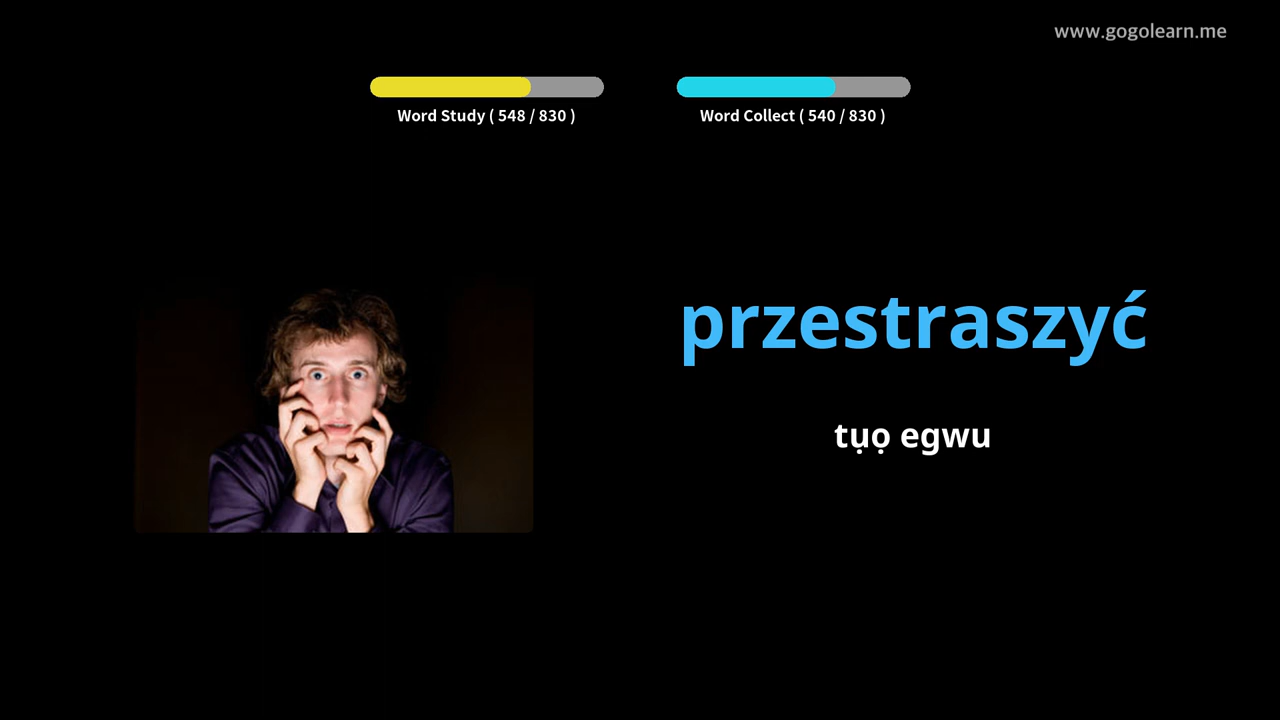 www.gogolearn.me
Word Study ( 548 / 830 )
Word Collect ( 540 / 830 )
przestraszyć
tụọ egwu